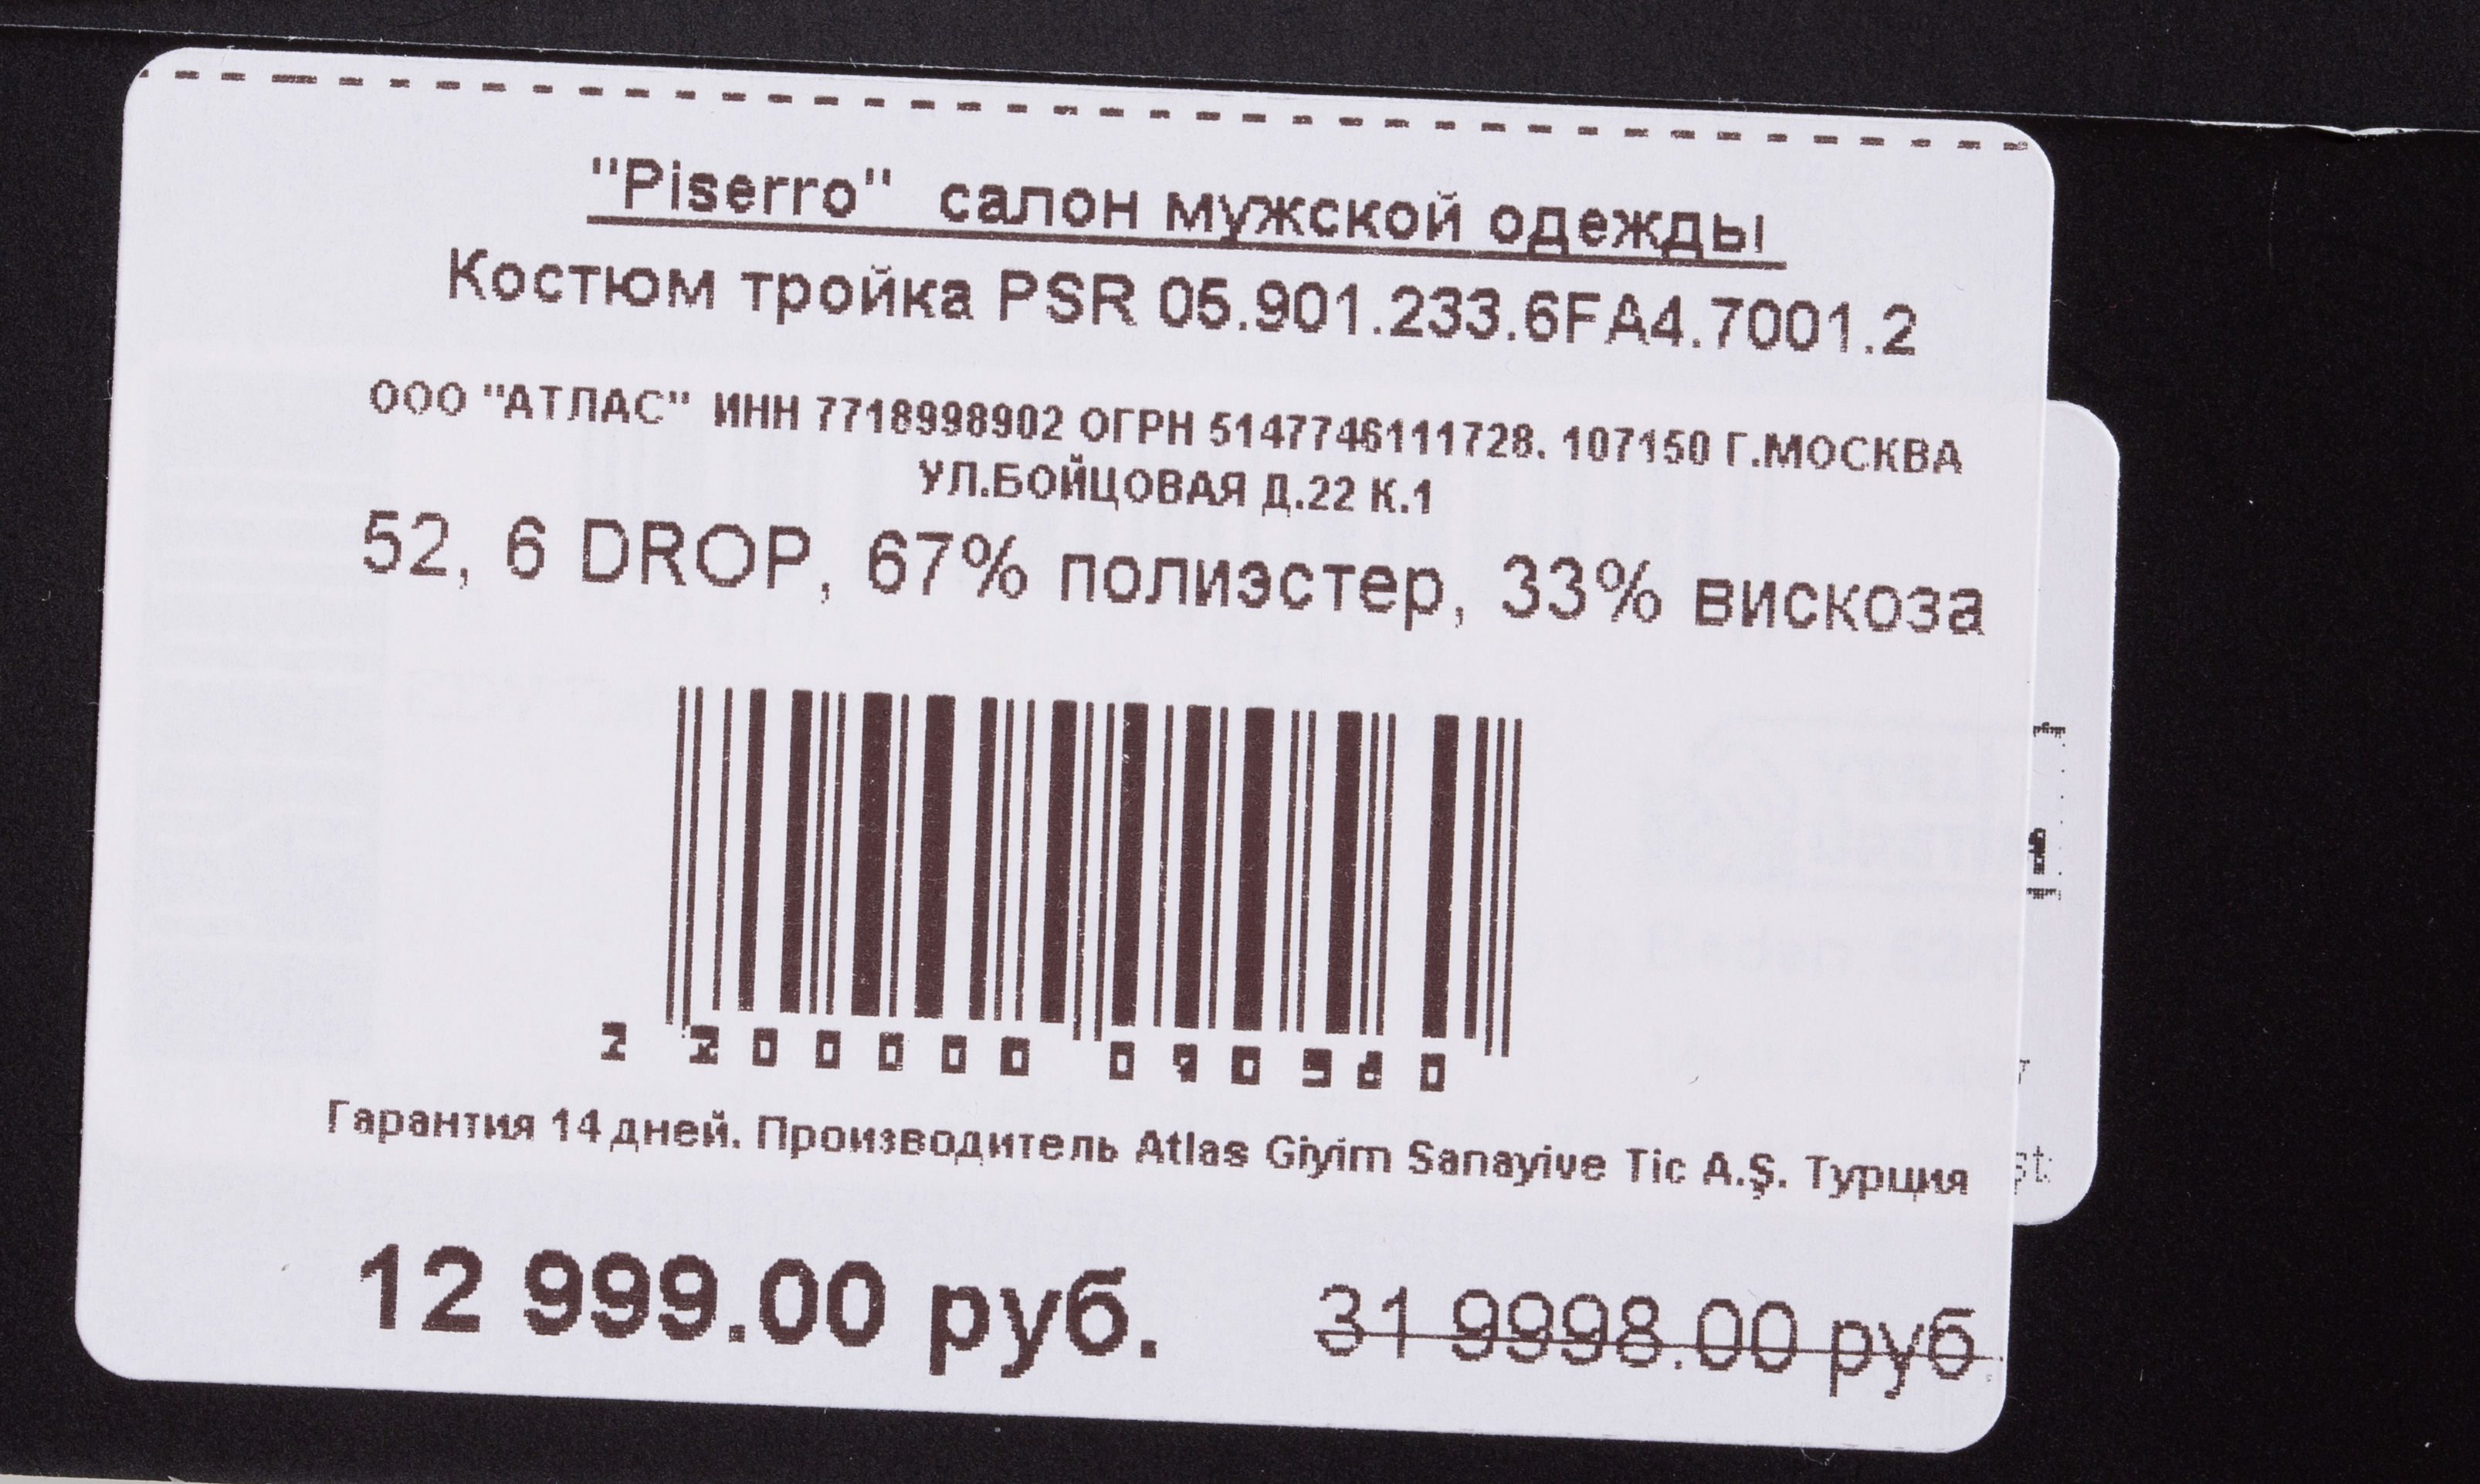 "Piserro" салон мужской одежды
Костюм тройка PSR 05.901.233.6FA4.7001.2
ООО "АТЛАС" ИНН 7718998902 ОГРН 5147746111728. 107150 Г.МОСКВА
УЛ.БОЙЦОВАЯ Д.22 К.1
52, 6 DROP, 67% полиэстер, 33% вискоза
2 200000 090560
Гарантия 14 дней. Производитель Atlas Giyim Sanayive Tic A.Ş. Турция
12 999.00 руб. 31 9998.00 руб.